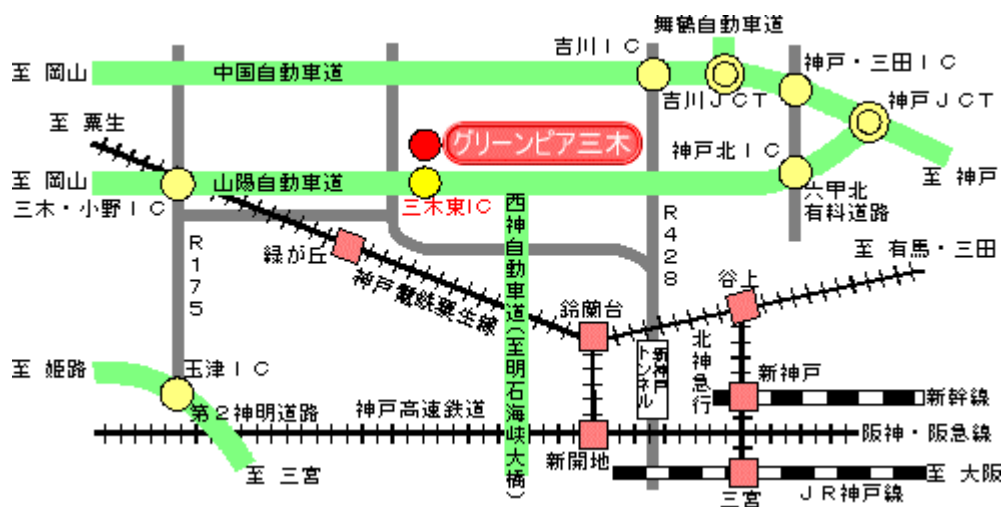 舞鶴自動車道
吉川IC
神戸・三田IC
至 岡山
中国自動車道
吉川JCT
神戸JCT
至 粟生
グリーンピア三木
神戸北IC
至 神戸
至 岡山
山陽自動車道
三木東IC
三木・小野IC
六甲北
有料道路
西神自動車道(至明石海峡大橋)
R175
R428
緑が丘
神戸電鉄粟生線
至 有馬・三田
谷上
鈴蘭台
北神急行
新神戸
トンネル
至 姫路
玉津IC
新神戸
新幹線
第2神明道路
神戸高速鉄道
阪神・阪急線
新開地
至 三宮
至 大阪
三宮
JR神戸線